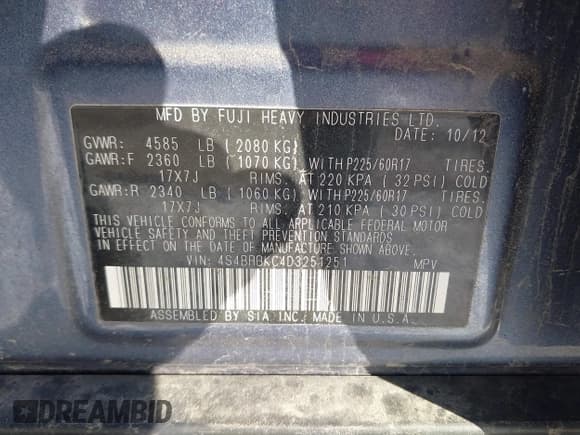 MFD BY FUJI HEAVY INDUSTRIES LTD.
DATE: 10/12
GVWR: 4585 LB (2080 KG)
GAWR:F 2360 LB (1070 KG) WITH P225/60R17 TIRES.
17X7J RIMS. AT 220 KPA (32 PSI) COLD
GAWR:R 2340 LB (1060 KG) WITH P225/60R17 TIRES.
17X7J RIMS. AT 210 KPA (30 PSI) COLD
THIS VEHICLE CONFORMS TO ALL APPLICABLE FEDERAL MOTOR
VEHICLE SAFETY AND THEFT PREVENTION STANDARDS
IN EFFECT ON THE DATE OF MANUFACTURE SHOWN ABOVE.
VIN: 4S4BRBKC4D3251251 MPV
ASSEMBLED BY SIA INC. MADE IN U.S.A.
DREAMBID